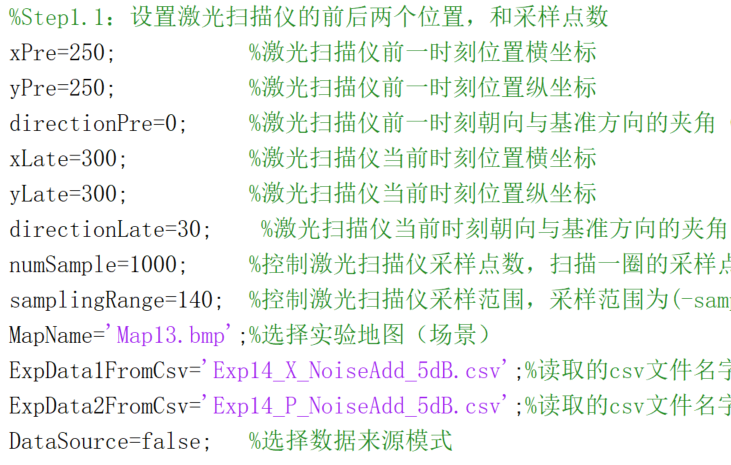 %Step1.1：设置激光扫描仪的前后两个位置，和采样点数
xPre=250; %激光扫描仪前一时刻位置横坐标
yPre=250; %激光扫描仪前一时刻位置纵坐标
directionPre=0; %激光扫描仪前一时刻朝向与基准方向的夹角（
xLate=300; %激光扫描仪当前时刻位置横坐标
yLate=300; %激光扫描仪当前时刻位置纵坐标
directionLate=30; %激光扫描仪当前时刻朝向与基准方向的夹角
numSample=1000; %控制激光扫描仪采样点数，扫描一圈的采样点
samplingRange=140; %控制激光扫描仪采样范围，采样范围为(-samp
MapName='Map13.bmp';%选择实验地图（场景）
ExpData1FromCsv='Exp14_X_NoiseAdd_5dB.csv';%读取的csv文件名字
ExpData2FromCsv='Exp14_P_NoiseAdd_5dB.csv';%读取的csv文件名字
DataSource=false; %选择数据来源模式